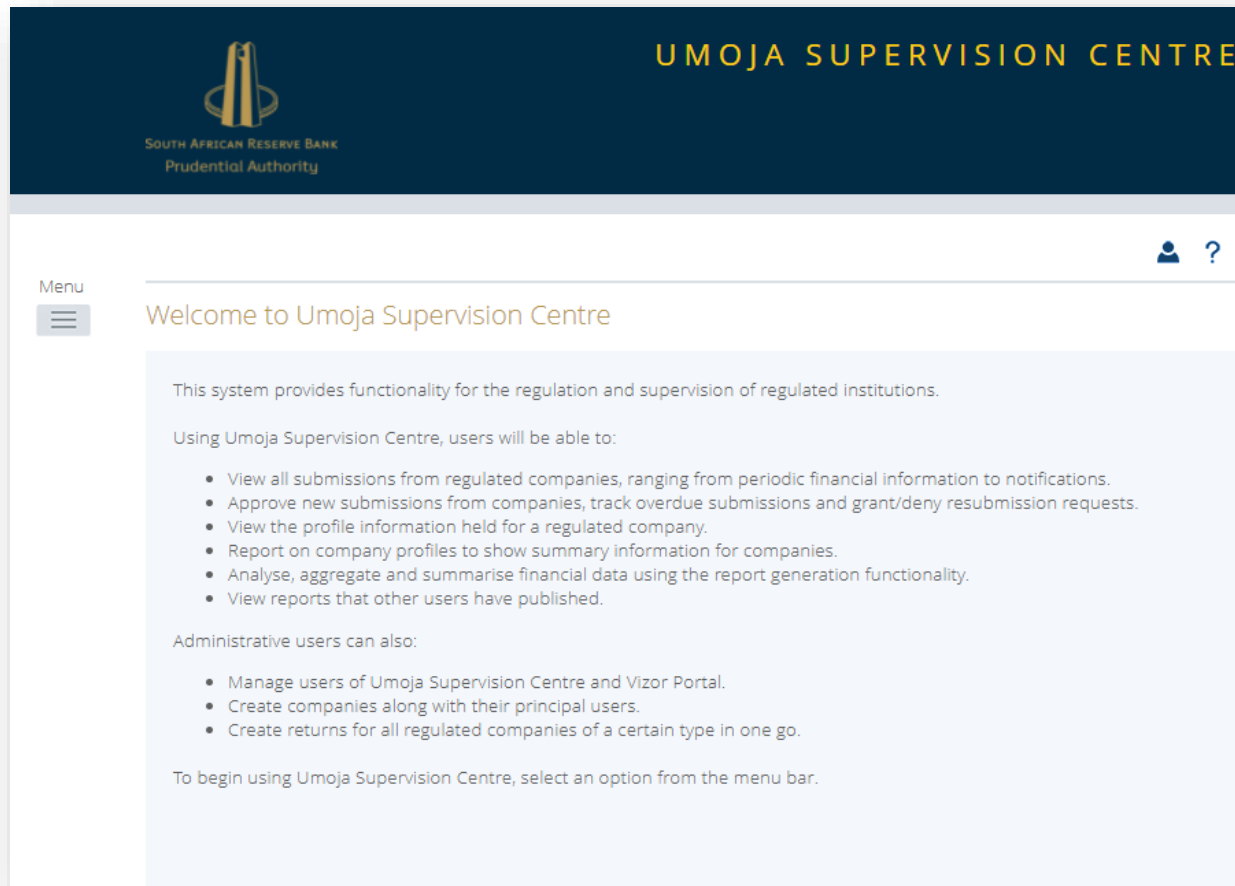 UMOJA SUPERVISION CENTRE
SOUTH AFRICAN RESERVE BANK
Prudential Authority
?
Menu
Welcome to Umoja Supervision Centre
This system provides functionality for the regulation and supervision of regulated institutions.
Using Umoja Supervision Centre, users will be able to:
• View all submissions from regulated companies, ranging from periodic financial information to notifications.
• Approve new submissions from companies, track overdue submissions and grant/deny resubmission requests.
• View the profile information held for a regulated company.
• Report on company profiles to show summary information for companies.
• Analyse, aggregate and summarise financial data using the report generation functionality.
• View reports that other users have published.
Administrative users can also:
• Manage users of Umoja Supervision Centre and Vizor Portal.
• Create companies along with their principal users.
• Create returns for all regulated companies of a certain type in one go.
To begin using Umoja Supervision Centre, select an option from the menu bar.